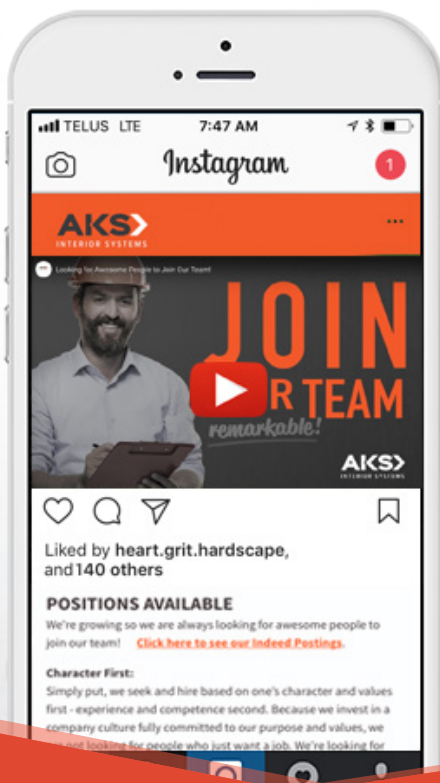 TELUS LTE 7:47 AM
Instagram 1
AKS
INTERIOR SYSTEMS
Looking for Awesome People to Join Our Team!
JOIN
R TEAM
remarkable!
AKS
INTERIOR SYSTEMS
Liked by heart.grit.hardscape,
and140 others
POSITIONS AVAILABLE
We're growing so we are always looking for awesome people to
join our team! Click here to see our Indeed Postings.
Character First:
Simply put, we seek and hire based on one's character and values
first - experience and competence second. Because we invest in a
company culture fully committed to our purpose and values, we
not looking for people who just want a job. We're looking for